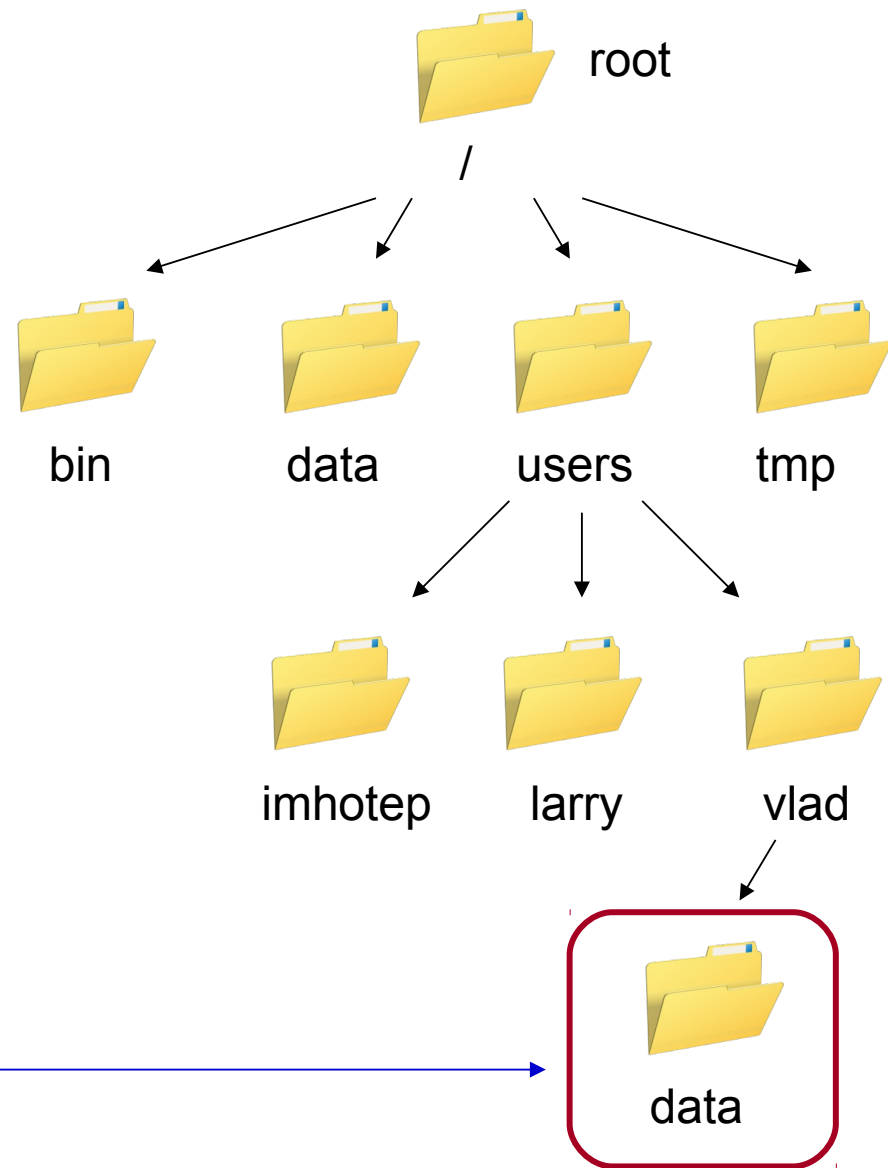 root
/
bin data users tmp
imhotep larry vlad
data